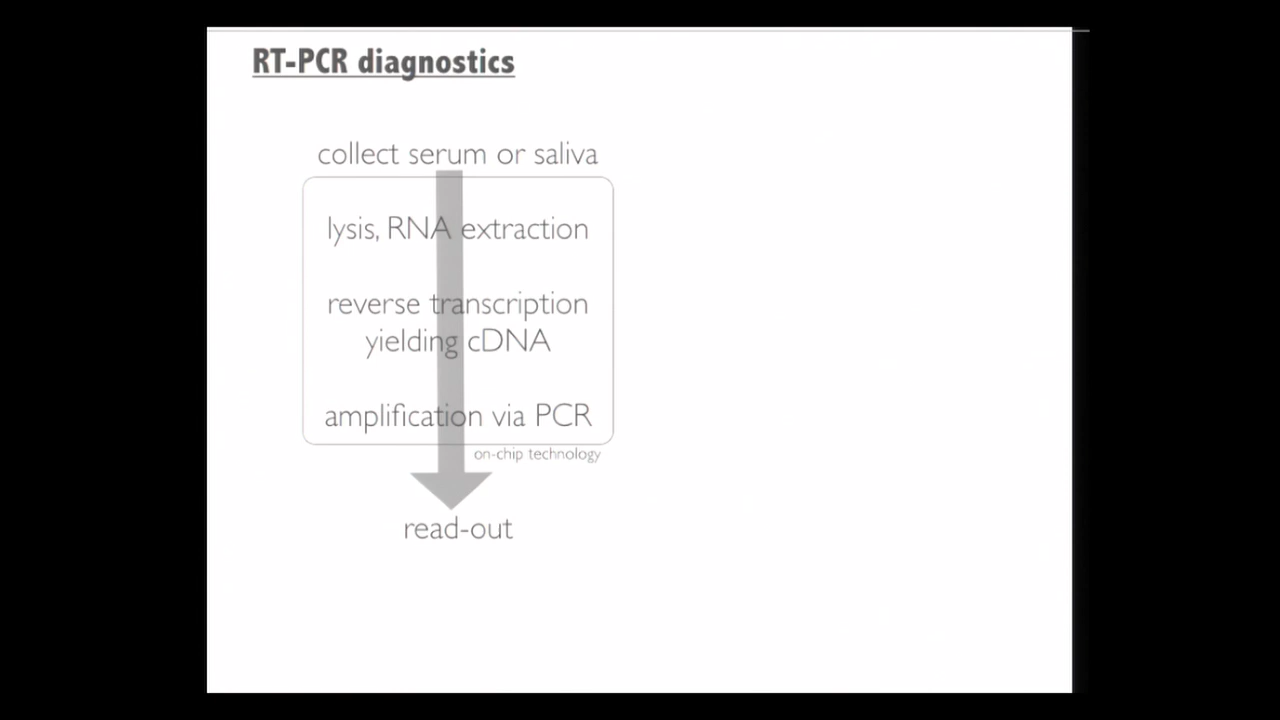 RT-PCR diagnostics
collect serum or saliva
lysis, RNA extraction
reverse transcription
yielding cDNA
amplification via PCR
on-chip technology
read-out